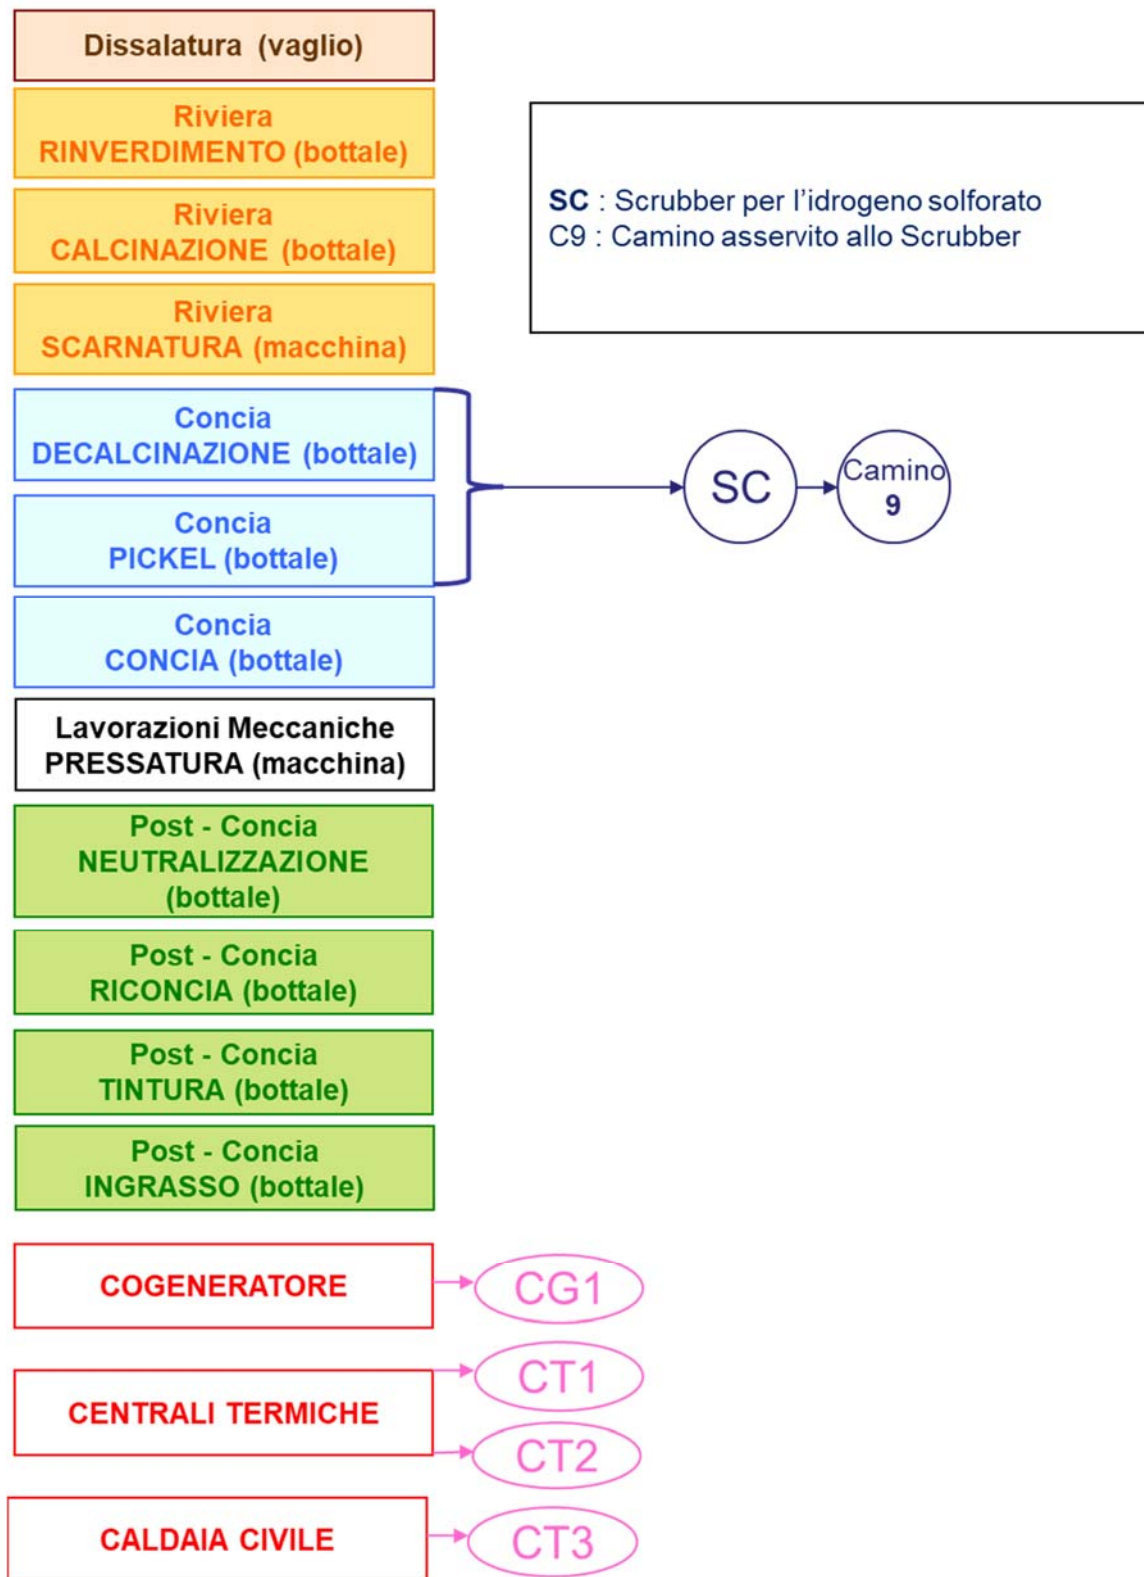 Dissalatura (vaglio)
Riviera
RINVERDIMENTO (bottale)
Riviera
CALCINAZIONE (bottale)
Riviera
SCARNATURA (macchina)
SC : Scrubber per l'idrogeno solforato
C9 : Camino asservito allo Scrubber
Concia
DECALCINAZIONE (bottale)
Concia
PICKEL (bottale)
SC
Camino
9
Concia
CONCIA (bottale)
Lavorazioni Meccaniche
PRESSATURA (macchina)
Post - Concia
NEUTRALIZZAZIONE
(bottale)
Post - Concia
RICONCIA (bottale)
Post - Concia
TINTURA (bottale)
Post - Concia
INGRASSO (bottale)
COGENERATORE
CG1
CENTRALI TERMICHE
CT1
CT2
CALDAIA CIVILE
CT3